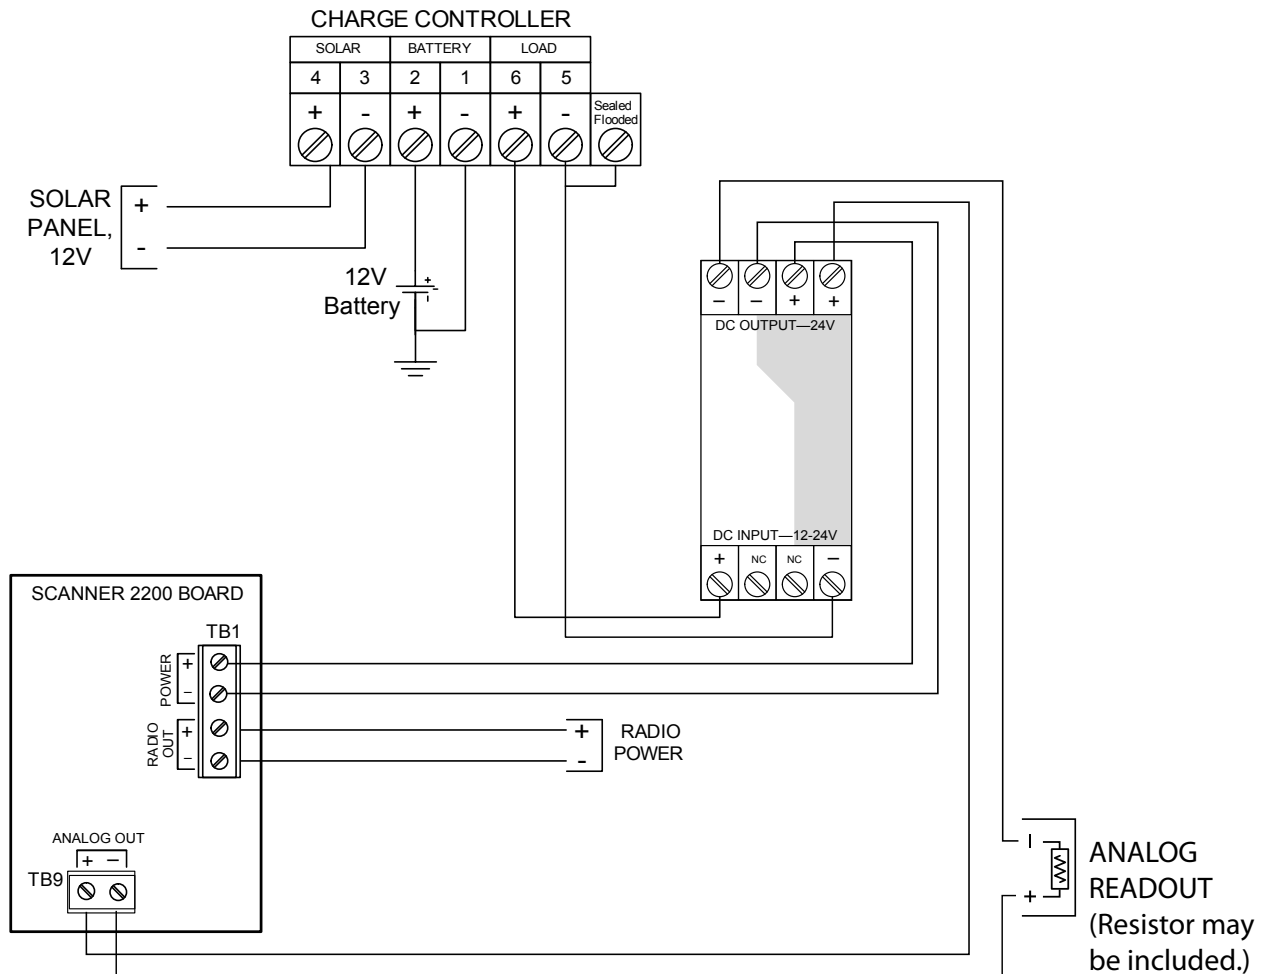 CHARGE CONTROLLER
SOLAR BATTERY LOAD
4 3 2 1 6 5
+ - + - + - Sealed
Flooded
SOLAR
PANEL,
12V
+
-
12V
Battery
+
-
− − + +
DC OUTPUT—24V
DC INPUT—12-24V
+ NC NC −
SCANNER 2200 BOARD
TB1
POWER
+
−
RADIO
OUT
+
−
+
-
RADIO
POWER
ANALOG OUT
+ −
TB9
−
+
ANALOG
READOUT
(Resistor may
be included.)